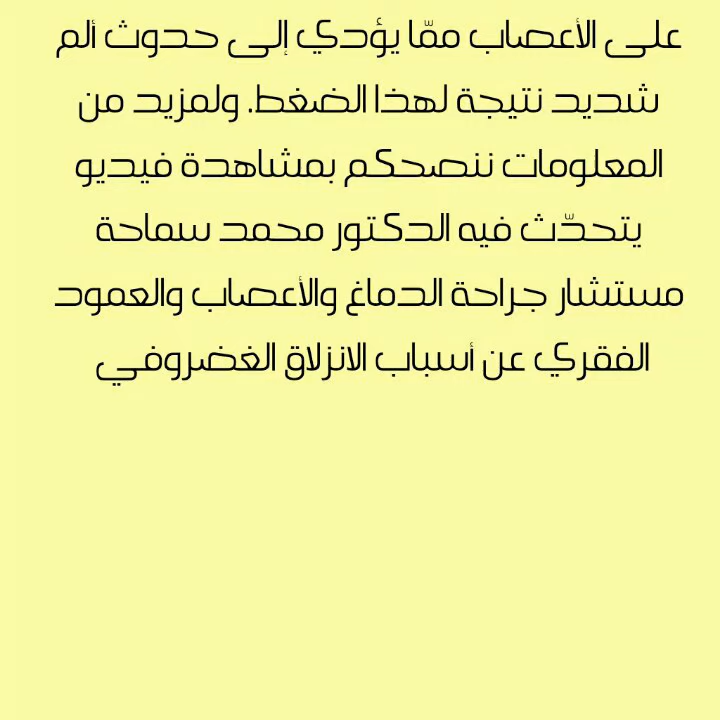 على الأعصاب ممّا يؤدي إلى حدوث ألم
شديد نتيجة لهذا الضغط. ولمزيد من
المعلومات ننصحكم بمشاهدة فيديو
يتحدّث فيه الدكتور محمد سماحة
مستشار جراحة الدماغ والأعصاب والعمود
الفقري عن أسباب الانزلاق الغضروفي